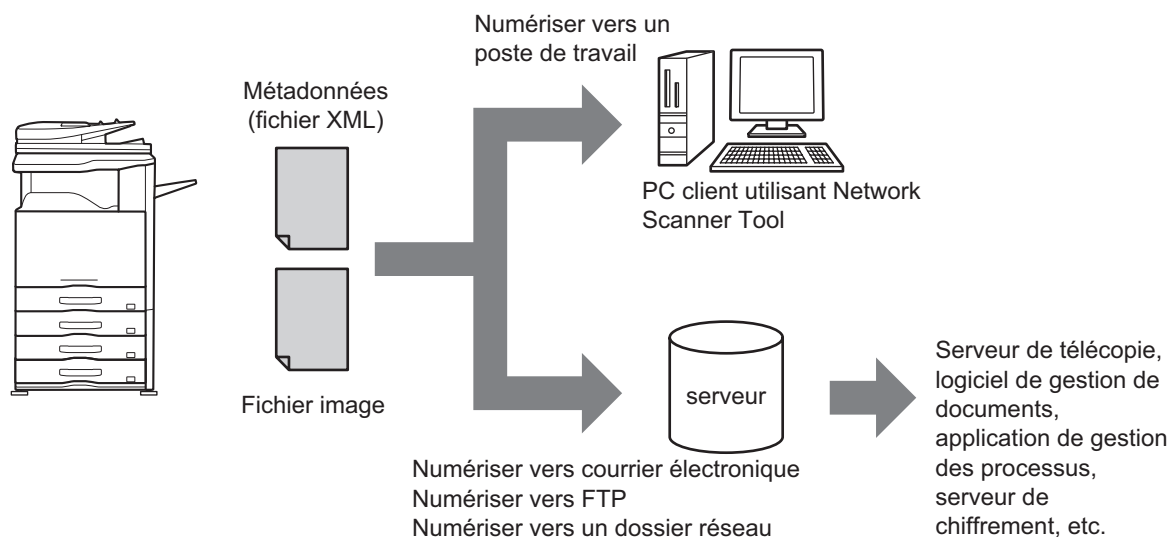 Numériser vers un
poste de travail
Métadonnées
(fichier XML)
PC client utilisant Network
Scanner Tool
Fichier image
serveur
Serveur de télécopie,
logiciel de gestion de
documents,
application de gestion
des processus,
serveur de
chiffrement, etc.
Numériser vers courrier électronique
Numériser vers FTP
Numériser vers un dossier réseau